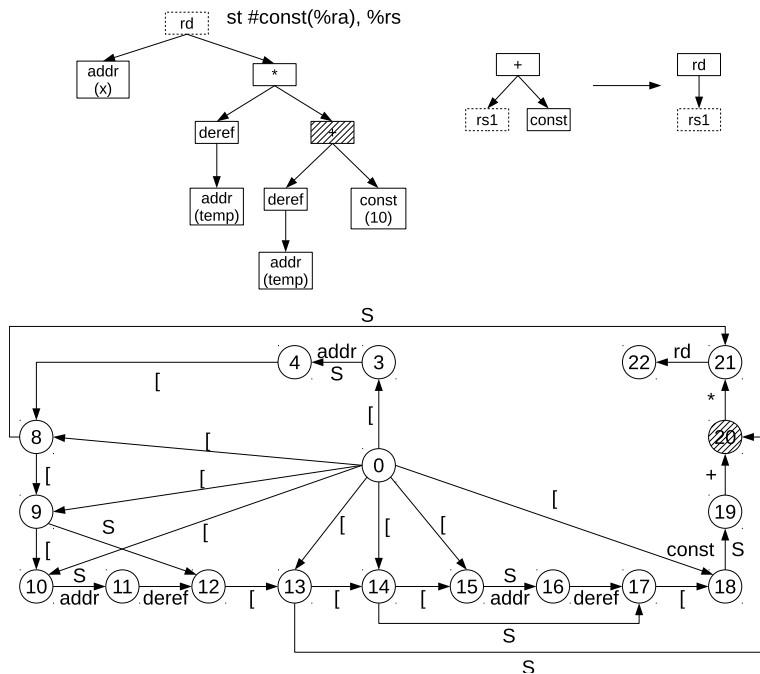 rd
st #const(%ra), %rs
addr
(x)
*
+
rd
deref
+
rs1
const
rs1
addr
(temp)
deref
const
(10)
addr
(temp)
S
4
addr
S
3
22
rd
21
[
[
*
8
[
0
20
[
[
[
+
9
S
[
[
[
[
[
19
[
const
S
10
S
addr
11
deref
12
[
13
[
14
[
15
S
addr
16
deref
17
[
18
S
S